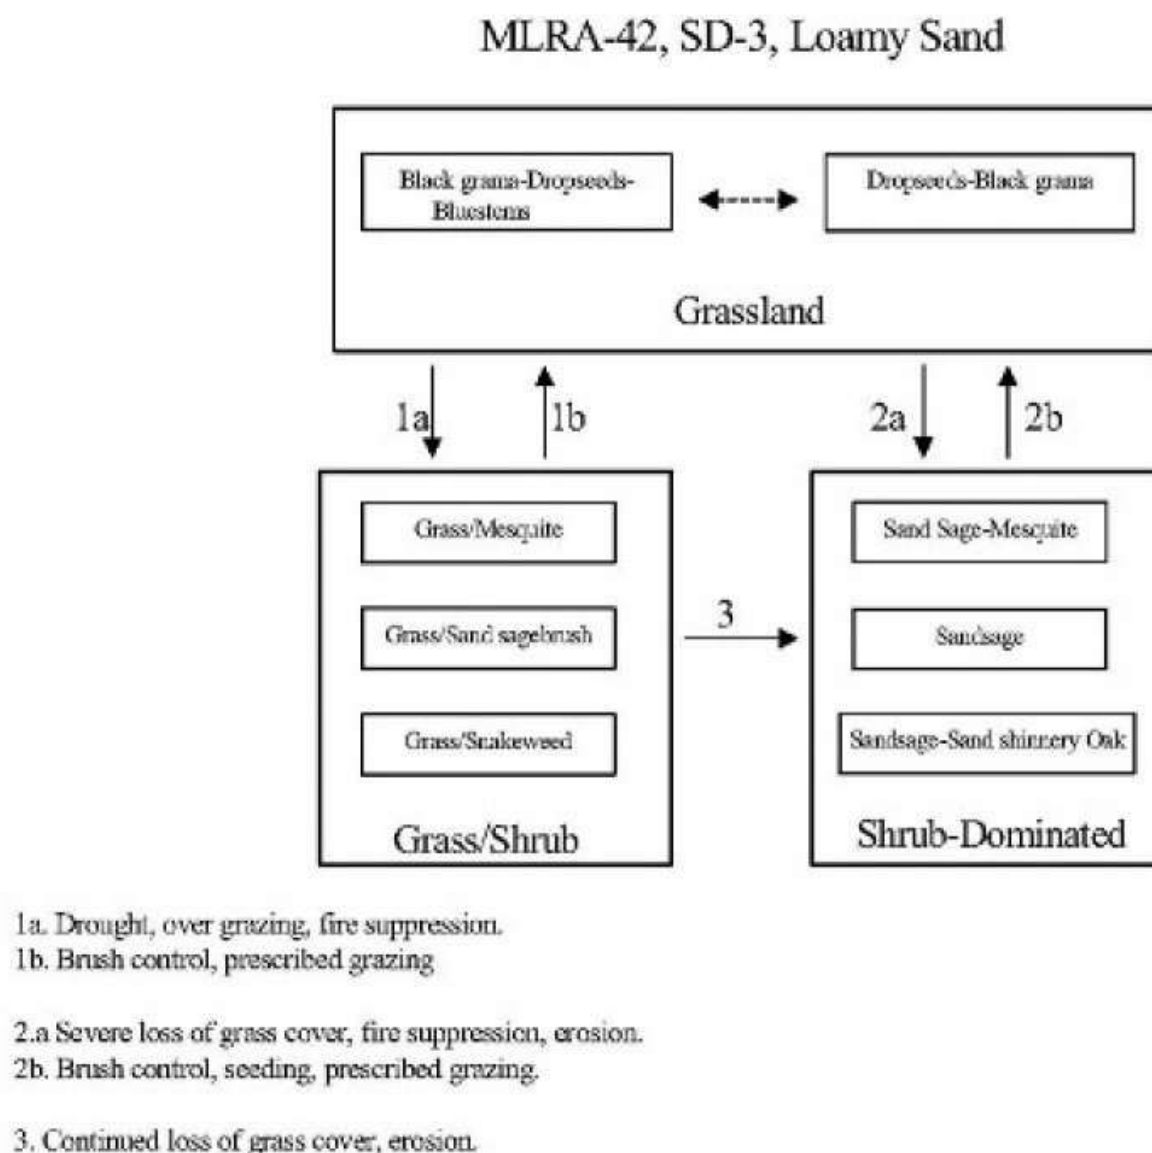 MLRA-42, SD-3, Loamy Sand
Black grama-Dropseeds-
Bluestems
Dropseeds-Black grama
Grassland
1a
1b
2a
2b
Grass/Mesquite
Grass/Sand sagebrush
Grass/Snakeweed
Grass/Shrub
3
Sand Sage-Mesquite
Sandsage
Sandsage-Sand shinnery Oak
Shrub-Dominated
1a. Drought, over grazing, fire suppression.
1b. Brush control, prescribed grazing
2.a Severe loss of grass cover, fire suppression, erosion.
2b. Brush control, seeding, prescribed grazing.
3. Continued loss of grass cover, erosion.